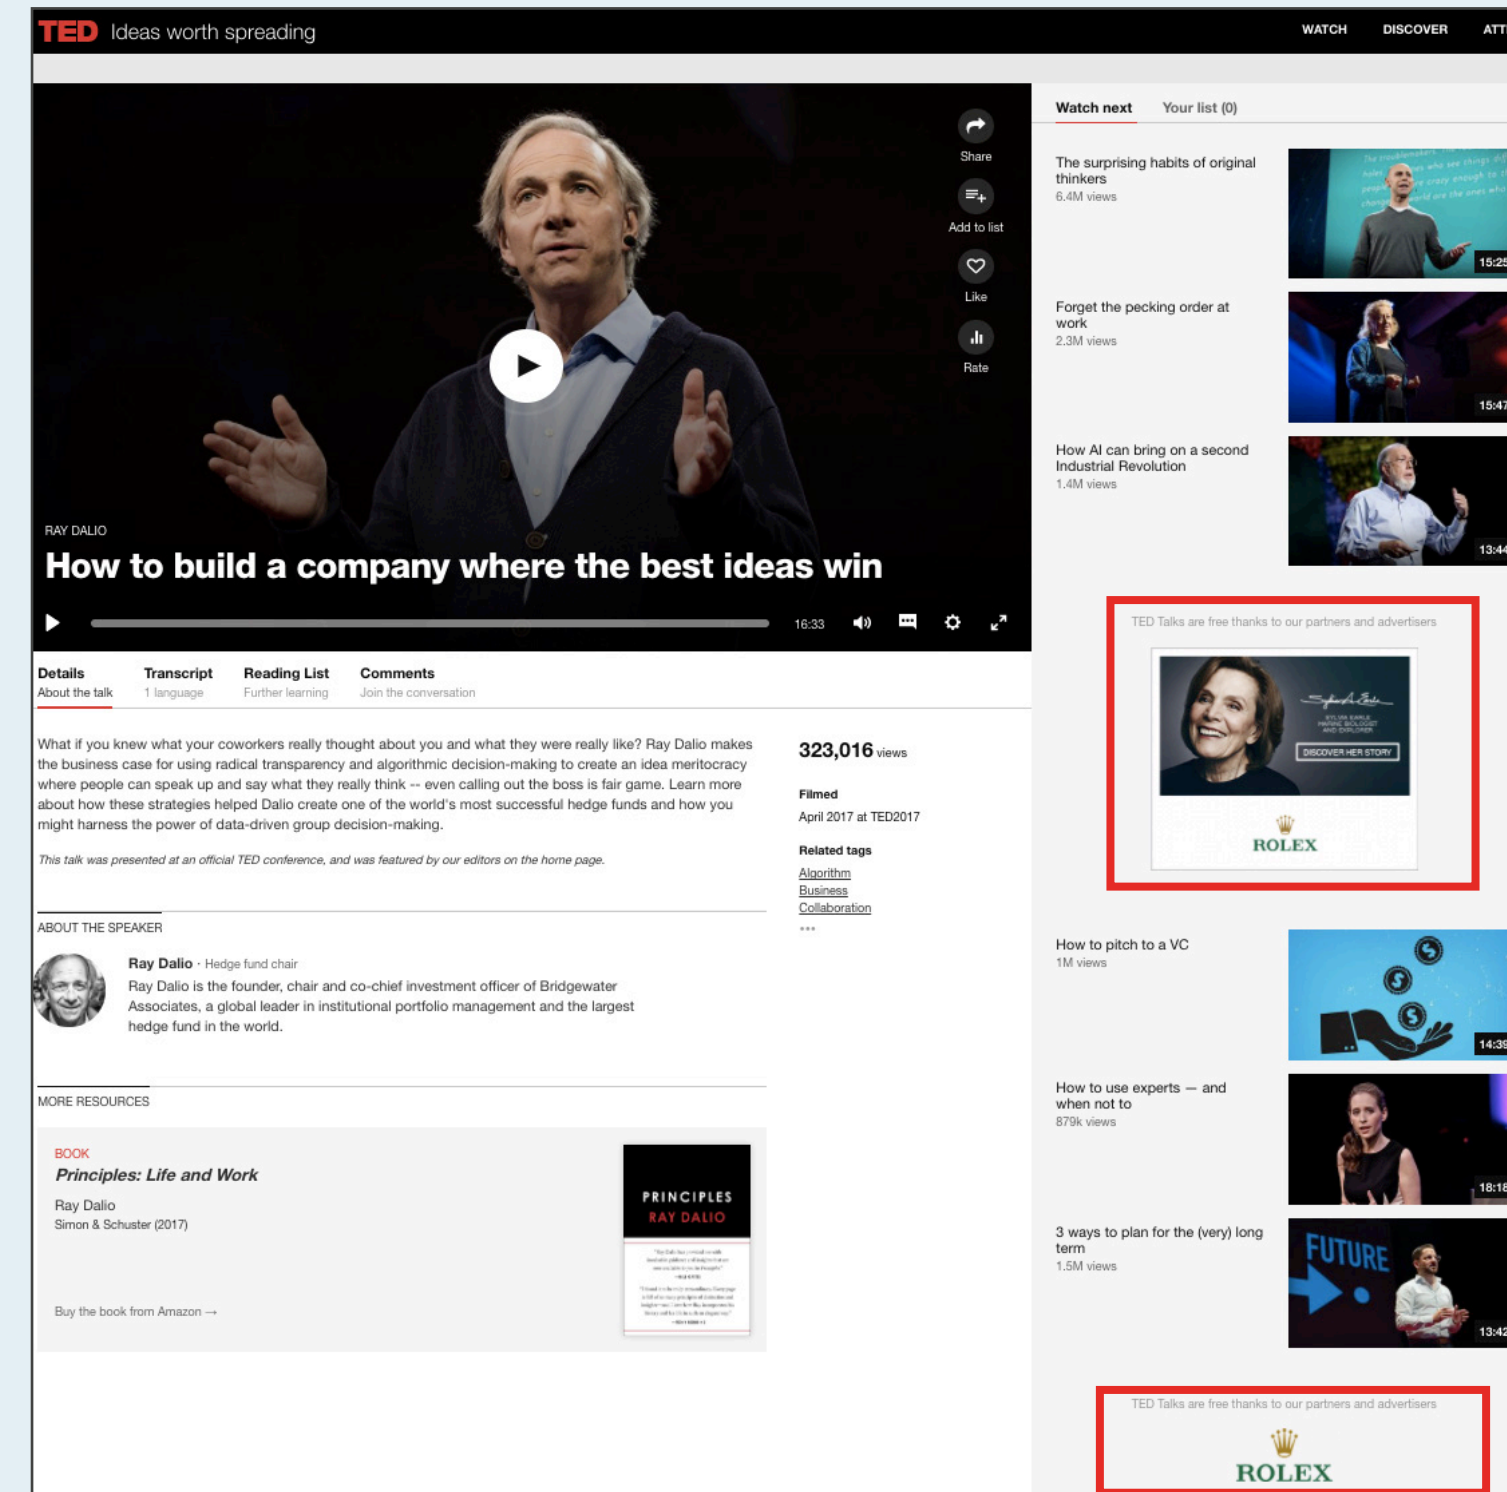 TED Ideas worth spreading
WATCH DISCOVER
Share
Add to list
Like
Rate
RAY DALIO
How to build a company where the best ideas win
16:33
Details Transcript Reading List Comments
About the talk 1 language Further learning Join the conversation
What if you knew what your coworkers really thought about you and what they were really like? Ray Dalio makes
the business case for using radical transparency and algorithmic decision-making to create an idea meritocracy
where people can speak up and say what they really think -- even calling out the boss is fair game. Learn more
about how these strategies helped Dalio create one of the world's most successful hedge funds and how you
might harness the power of data-driven group decision-making.
This talk was presented at an official TED conference, and was featured by our editors on the home page.
323,016 views
Filmed
April 2017 at TED2017
Related tags
Algorithm
Business
Collaboration
•••
ABOUT THE SPEAKER
Ray Dalio · Hedge fund chair
Ray Dalio is the founder, chair and co-chief investment officer of Bridgewater
Associates, a global leader in institutional portfolio management and the largest
hedge fund in the world.
MORE RESOURCES
BOOK
Principles: Life and Work
Ray Dalio
Simon & Schuster (2017)
Buy the book from Amazon →
PRINCIPLES
RAY DALIO
Watch next Your list (0)
The surprising habits of original
thinkers
6.4M views
15:25
Forget the pecking order at
work
2.3M views
15:47
How AI can bring on a second
Industrial Revolution
1.4M views
13:44
TED Talks are free thanks to our partners and advertisers
SYLVIA EARLE
MARINE BIOLOGIST
AND EXPLORER
DISCOVER HER STORY
ROLEX
How to pitch to a VC
1M views
14:39
How to use experts — and
when not to
879k views
18:18
3 ways to plan for the (very) long
term
1.5M views
FUTURE
13:42
TED Talks are free thanks to our partners and advertisers
ROLEX